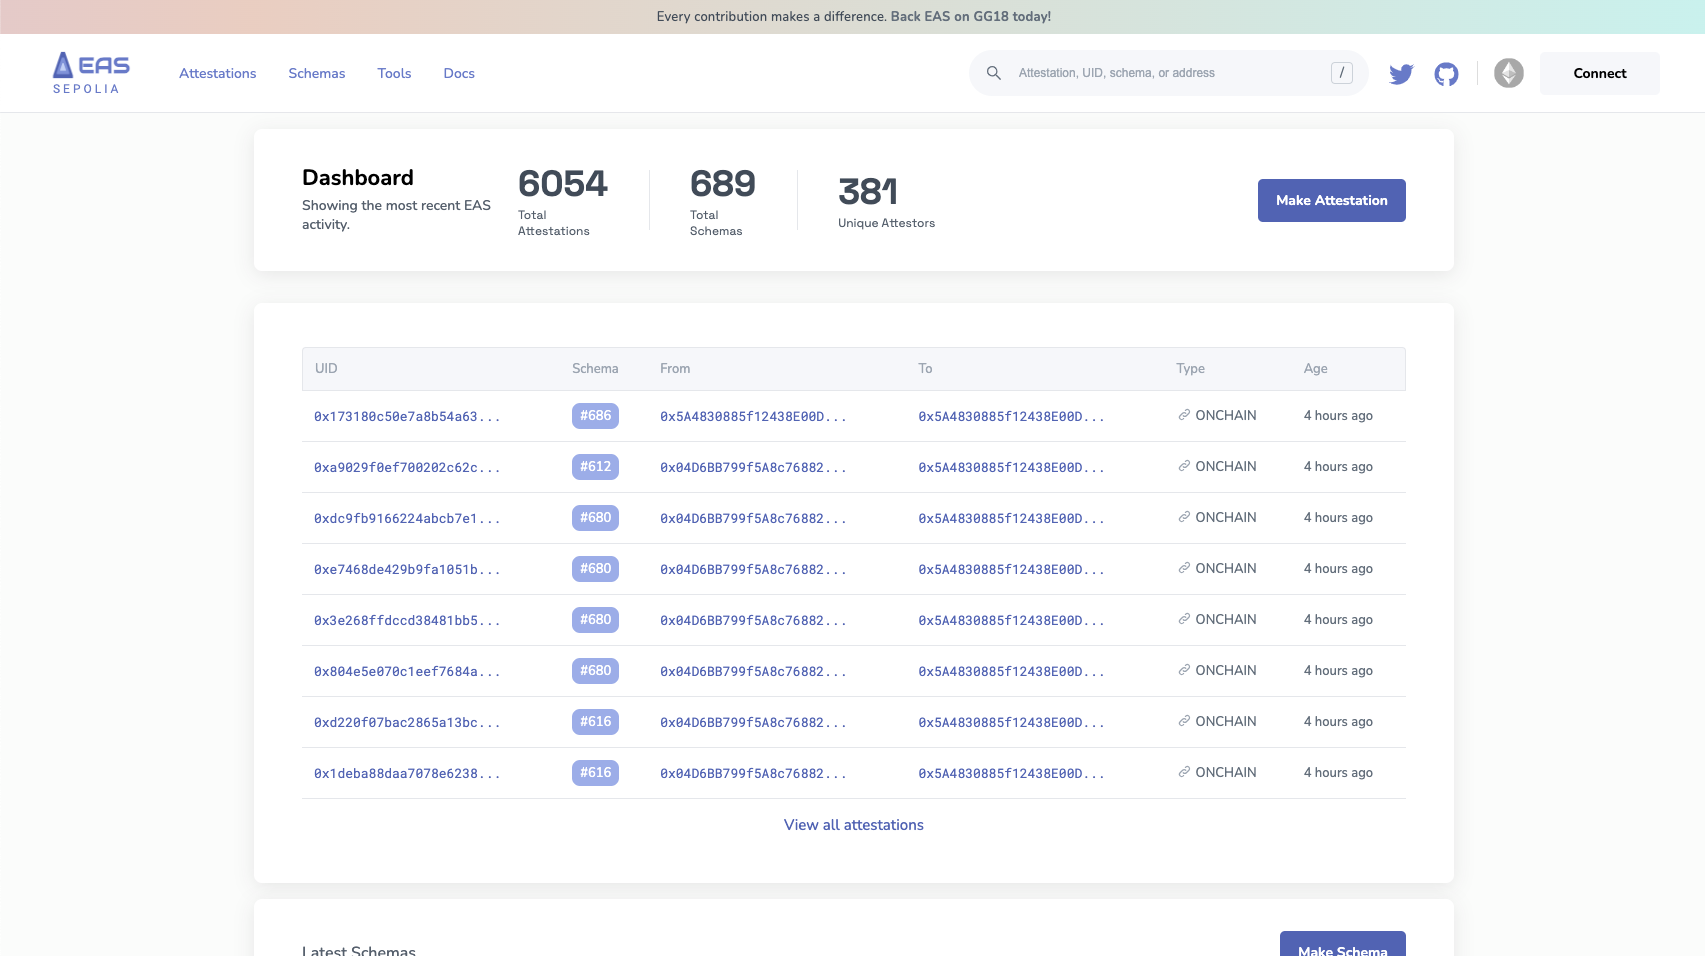 Every contribution makes a difference. Back EAS on GG18 today!
EAS
SEPOLIA
Attestations Schemas Tools Docs
Attestation, UID, schema, or address
/
Connect
Dashboard
Showing the most recent EAS
activity.
6054
Total
Attestations
689
Total
Schemas
381
Unique Attestors
Make Attestation
UID Schema From To Type Age
0x173180c50e7a8b54a63... #686 0x5A4830885f12438E00D... 0x5A4830885f12438E00D... ONCHAIN 4 hours ago
0xa9029f0ef700202c62c... #612 0x04D6BB799f5A8c76882... 0x5A4830885f12438E00D... ONCHAIN 4 hours ago
0xdc9fb9166224abcb7e1... #680 0x04D6BB799f5A8c76882... 0x5A4830885f12438E00D... ONCHAIN 4 hours ago
0xe7468de429b9fa1051b... #680 0x04D6BB799f5A8c76882... 0x5A4830885f12438E00D... ONCHAIN 4 hours ago
0x3e268ffdccd38481bb5... #680 0x04D6BB799f5A8c76882... 0x5A4830885f12438E00D... ONCHAIN 4 hours ago
0x804e5e070c1eef7684a... #680 0x04D6BB799f5A8c76882... 0x5A4830885f12438E00D... ONCHAIN 4 hours ago
0xd220f07bac2865a13bc... #616 0x04D6BB799f5A8c76882... 0x5A4830885f12438E00D... ONCHAIN 4 hours ago
0x1deba88daa7078e6238... #616 0x04D6BB799f5A8c76882... 0x5A4830885f12438E00D... ONCHAIN 4 hours ago
View all attestations
Latest Schemas
Make Schema